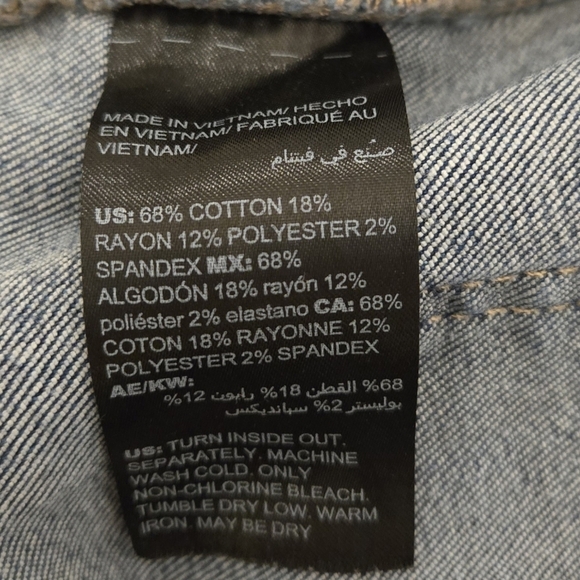 MADE IN VIETNAM/ HECHO
EN VIETNAM/ FABRIQUÉ AU
VIETNAM/
صنع في فيتنام
US: 68% COTTON 18%
RAYON 12% POLYESTER 2%
SPANDEX MX: 68%
ALGODÓN 18% rayón 12%
poliéster 2% elastano CA: 68%
COTON 18% RAYONNE 12%
POLYESTER 2% SPANDEX
AE/KW:
68% القطن 18% رايون 12%
بوليستر 2% سبانديكس
US: TURN INSIDE OUT.
SEPARATELY. MACHINE
WASH COLD. ONLY
NON-CHLORINE BLEACH.
TUMBLE DRY LOW. WARM
IRON. MAY BE DRY